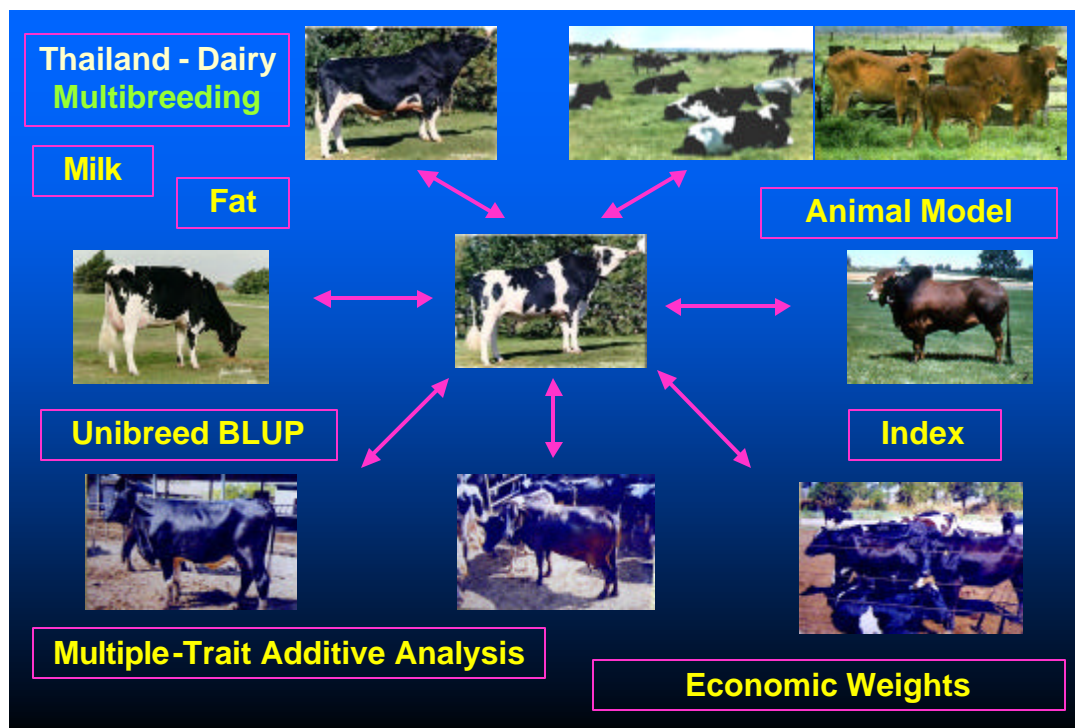 Thailand - Dairy
Multibreeding
Milk
Fat
Animal Model
Unibreed BLUP
Index
Multiple-Trait Additive Analysis
Economic Weights